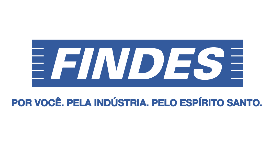 FINDES
POR VOCÊ. PELA INDÚSTRIA. PELO ESPÍRITO SANTO.